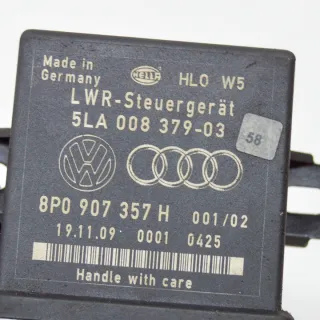 Made in
Germany
HELLA
HLO W5
LWR-Steuergerät
5LA 008 379-03
58
8P0 907 357 H 001/02
19.11.09 0001 0425
Handle with care